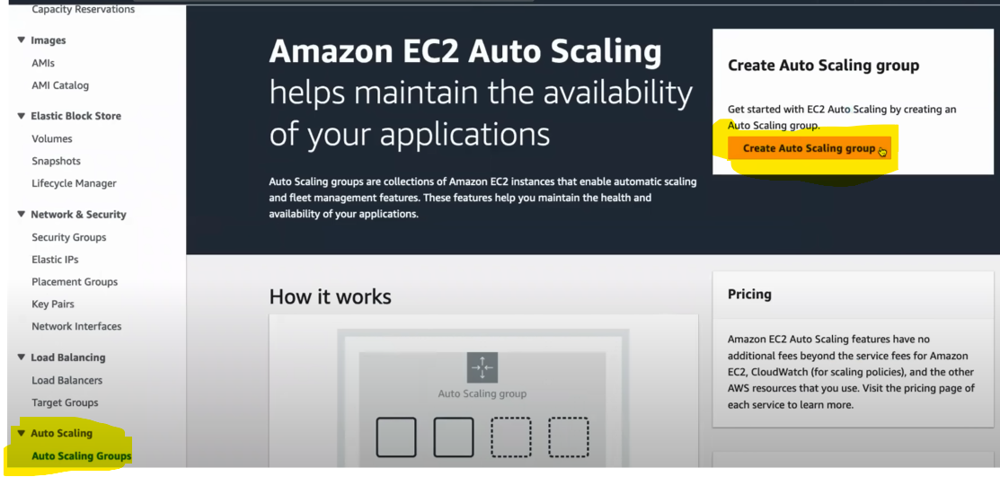 Capacity Reservations
Images
AMIs
AMI Catalog
Elastic Block Store
Volumes
Snapshots
Lifecycle Manager
Network & Security
Security Groups
Elastic IPs
Placement Groups
Key Pairs
Network Interfaces
Load Balancing
Load Balancers
Target Groups
Auto Scaling
Auto Scaling Groups
Amazon EC2 Auto Scaling
helps maintain the availability
of your applications
Auto Scaling groups are collections of Amazon EC2 instances that enable automatic scaling
and fleet management features. These features help you maintain the health and
availability of your applications.
Create Auto Scaling group
Get started with EC2 Auto Scaling by creating an
Auto Scaling group.
Create Auto Scaling group
How it works
Auto Scaling group
Pricing
Amazon EC2 Auto Scaling features have no
additional fees beyond the service fees for Amazon
EC2, CloudWatch (for scaling policies), and the other
AWS resources that you use. Visit the pricing page of
each service to learn more.